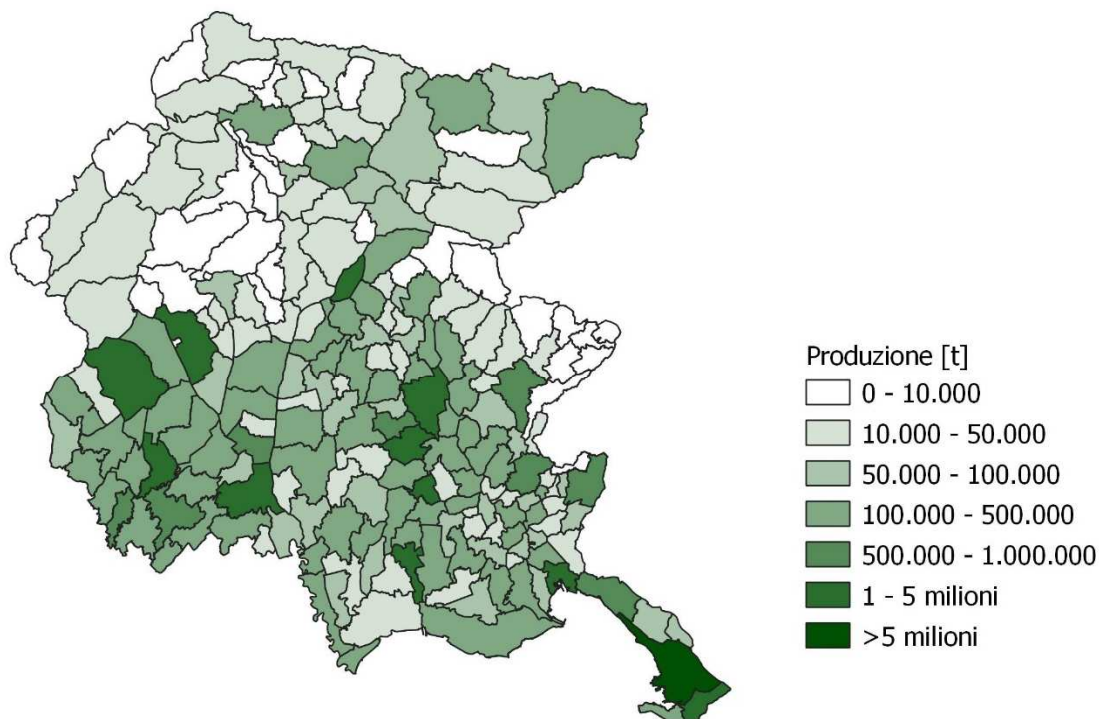 Produzione [t]
0 - 10.000
10.000 - 50.000
50.000 - 100.000
100.000 - 500.000
500.000 - 1.000.000
1 - 5 milioni
>5 milioni